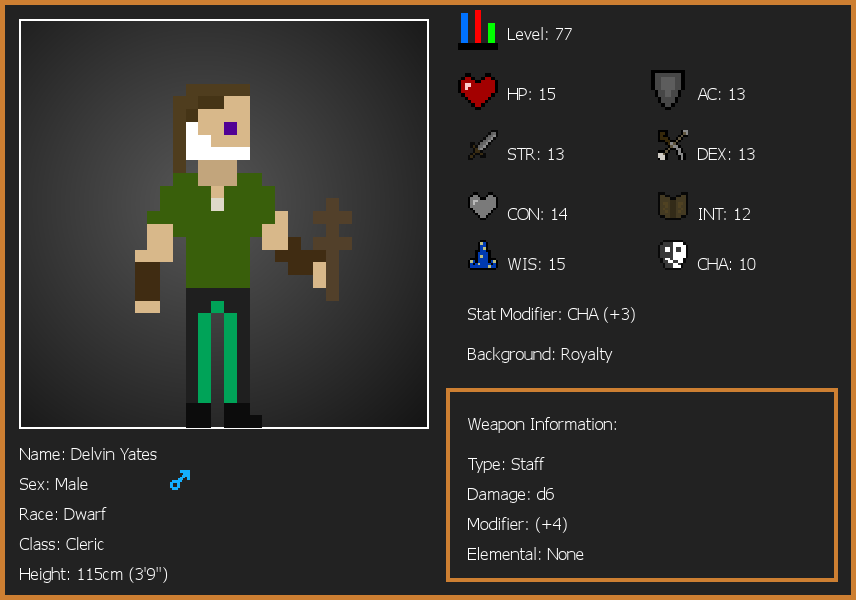 Level: 77
HP: 15
AC: 13
STR: 13
DEX: 13
CON: 14
INT: 12
WIS: 15
CHA: 10
Stat Modifier: CHA (+3)
Background: Royalty
Weapon Information:
Type: Staff
Damage: d6
Modifier: (+4)
Elemental: None
Name: Delvin Yates
Sex: Male
Race: Dwarf
Class: Cleric
Height: 115cm (3'9")